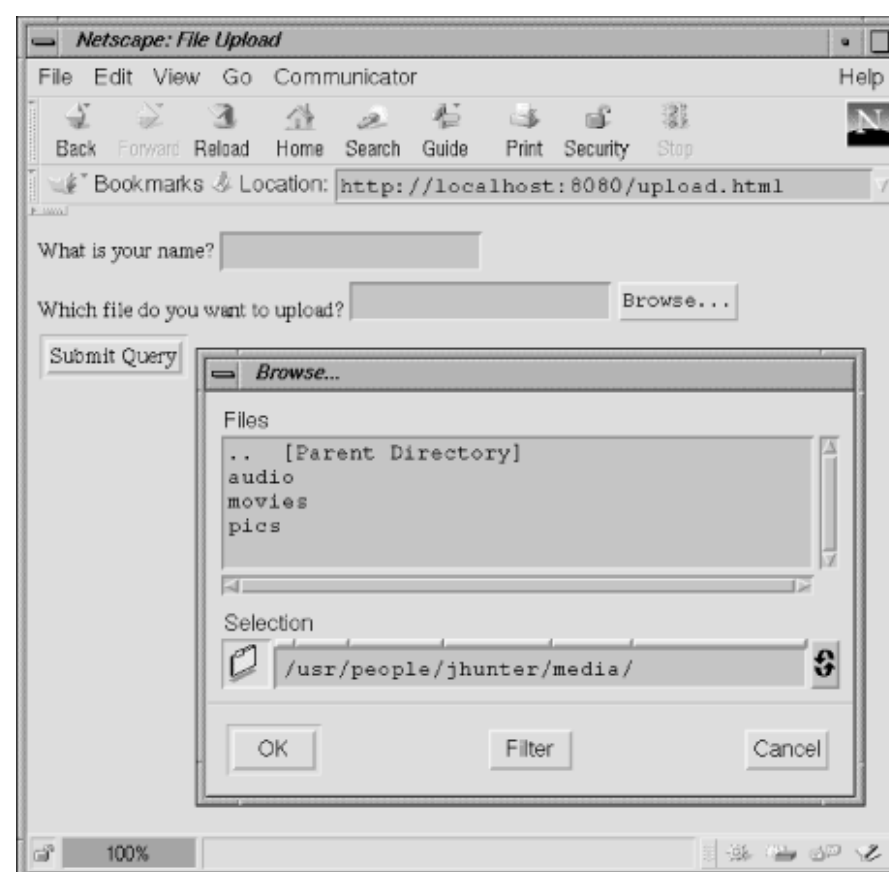 Netscape: File Upload
File Edit View Go Communicator Help
Back Forward Reload Home Search Guide Print Security Stop
N
Bookmarks Location: http://localhost:8080/upload.html
What is your name?
Which file do you want to upload? Browse...
Submit Query
Browse...
Files
.. [Parent Directory]
audio
movies
pics
Selection
/usr/people/jhunter/media/
OK Filter Cancel
100%